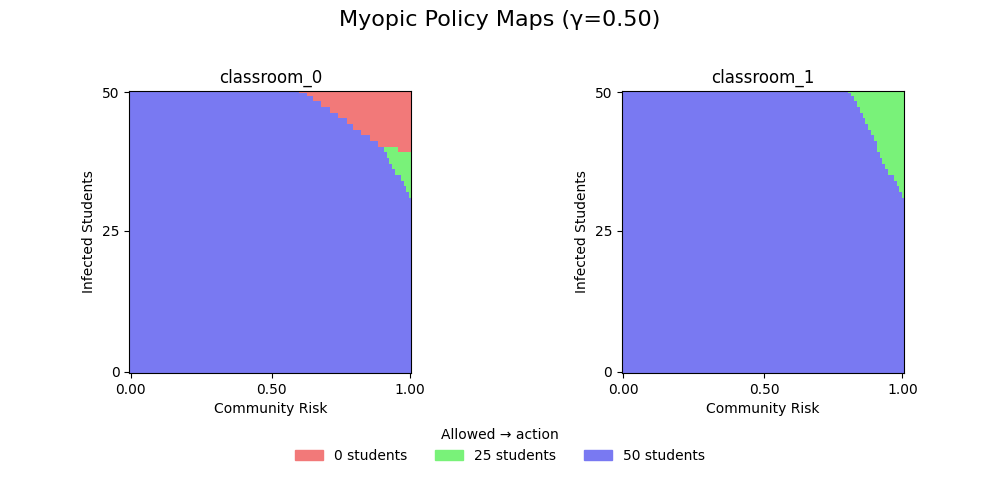 Myopic Policy Maps (γ=0.50)
classroom_0
classroom_1
50
25
0
Infected Students
0.00
0.50
1.00
Community Risk
50
25
0
Infected Students
0.00
0.50
1.00
Community Risk
Allowed → action
0 students
25 students
50 students